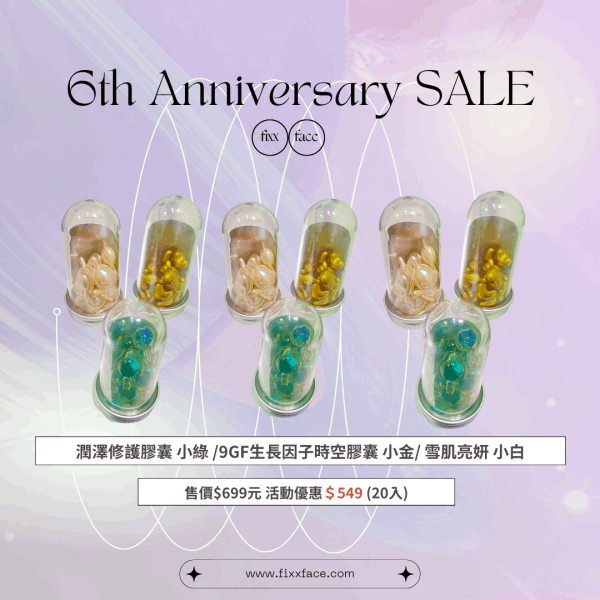 6th Anniversary SALE
fixx face
潤澤修護膠囊 小綠 /9GF生長因子時空膠囊 小金/ 雪肌亮妍 小白
售價$699元 活動優惠＄549 (20入)
www.fixxface.com